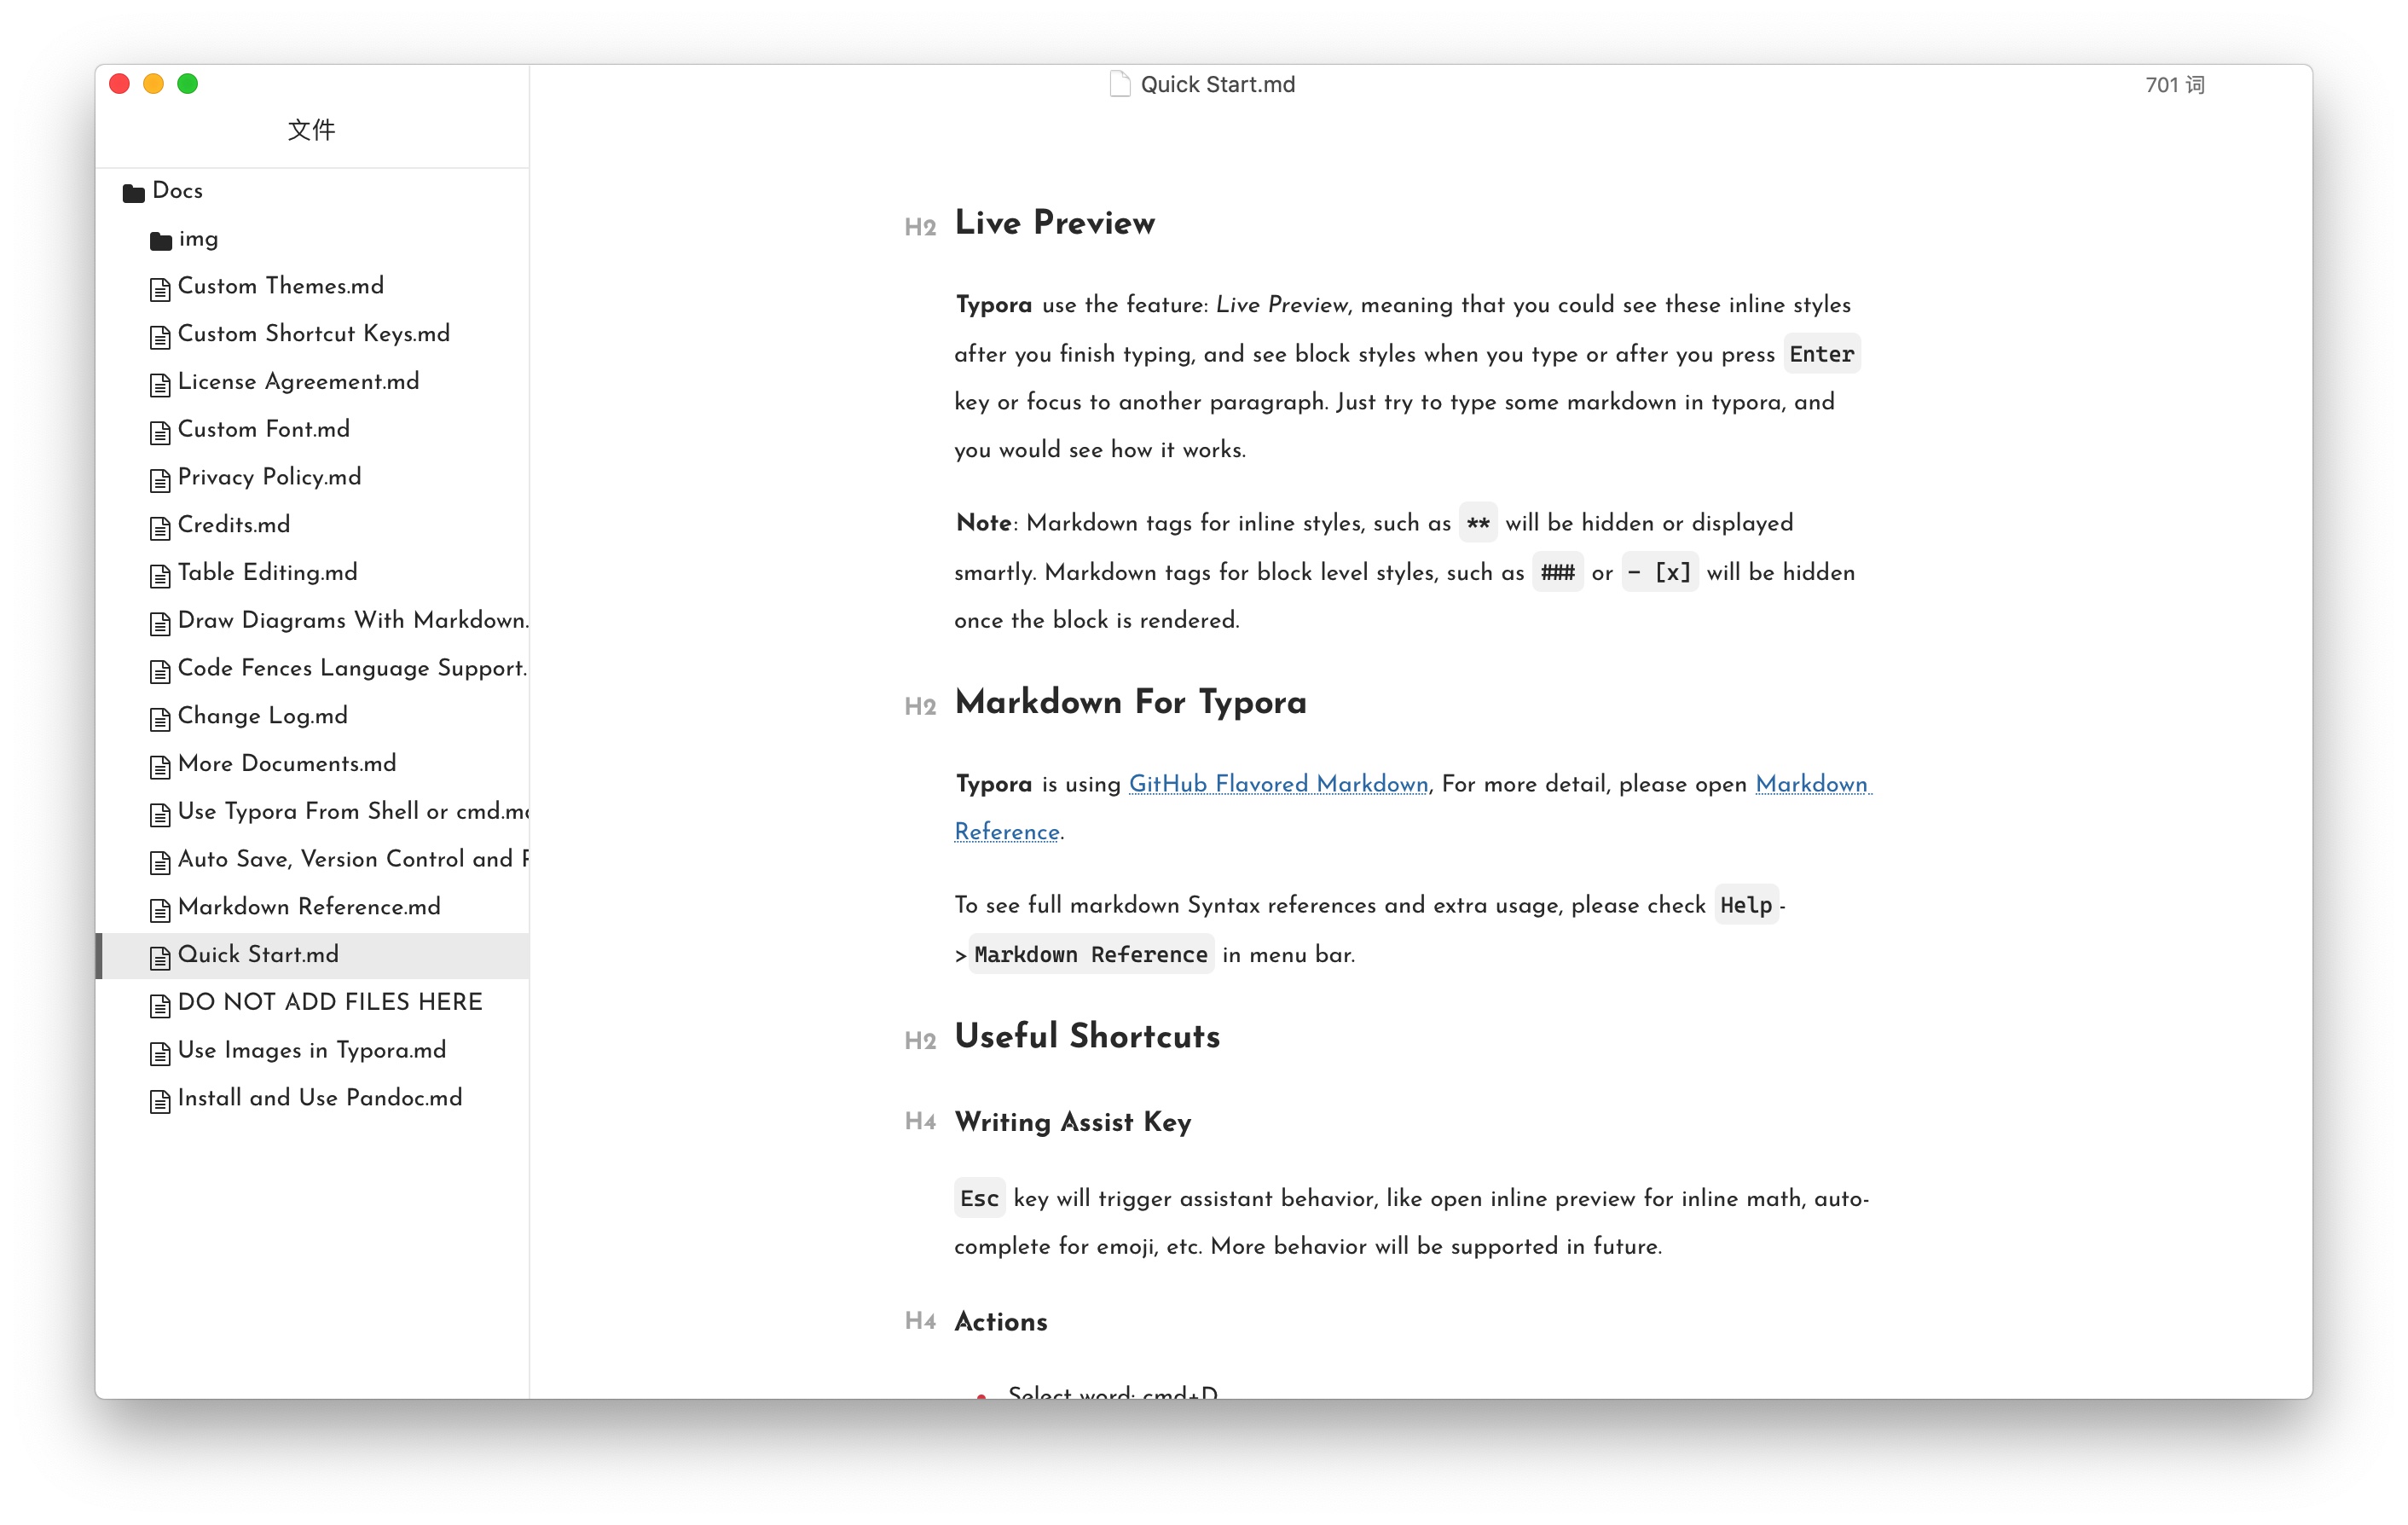 Quick Start.md
701 词
文件
Docs
img
Custom Themes.md
Custom Shortcut Keys.md
License Agreement.md
Custom Font.md
Privacy Policy.md
Credits.md
Table Editing.md
Draw Diagrams With Markdown.
Code Fences Language Support.
Change Log.md
More Documents.md
Use Typora From Shell or cmd.md
Auto Save, Version Control and
Markdown Reference.md
Quick Start.md
DO NOT ADD FILES HERE
Use Images in Typora.md
Install and Use Pandoc.md
H2 Live Preview
Typora use the feature: Live Preview, meaning that you could see these inline styles
after you finish typing, and see block styles when you type or after you press Enter
key or focus to another paragraph. Just try to type some markdown in typora, and
you would see how it works.
Note: Markdown tags for inline styles, such as ** will be hidden or displayed
smartly. Markdown tags for block level styles, such as ### or - [x] will be hidden
once the block is rendered.
H2 Markdown For Typora
Typora is using GitHub Flavored Markdown, For more detail, please open Markdown
Reference.
To see full markdown Syntax references and extra usage, please check Help-
>Markdown Reference in menu bar.
H2 Useful Shortcuts
H4 Writing Assist Key
Esc key will trigger assistant behavior, like open inline preview for inline math, auto-
complete for emoji, etc. More behavior will be supported in future.
H4 Actions
Select word: cmd+D